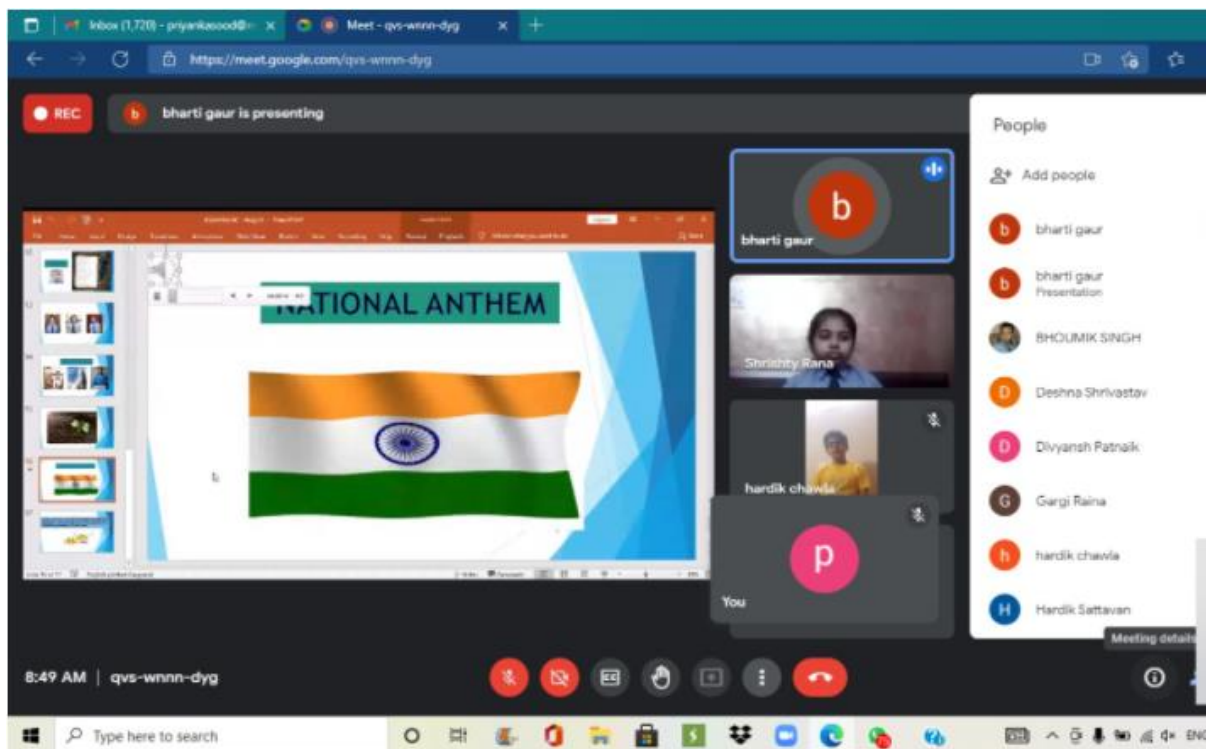 Inbox (1,720) - priyankasood@
Meet - qvs-wnnn-dyg
https://meet.google.com/qvs-wnnn-dyg
REC
b
bharti gaur is presenting
People
Add people
b
bharti gaur
NATIONAL ANTHEM
Shrishty Rana
hardik chawla
p
You
b bharti gaur
b bharti gaur
Presentation
BHOUMIK SINGH
D Deshna Shrivastav
D Divyansh Patnaik
G Gargi Raina
h hardik chawla
H Hardik Sattavan
Meeting details
8:49 AM | qvs-wnnn-dyg
Type here to search
ENG